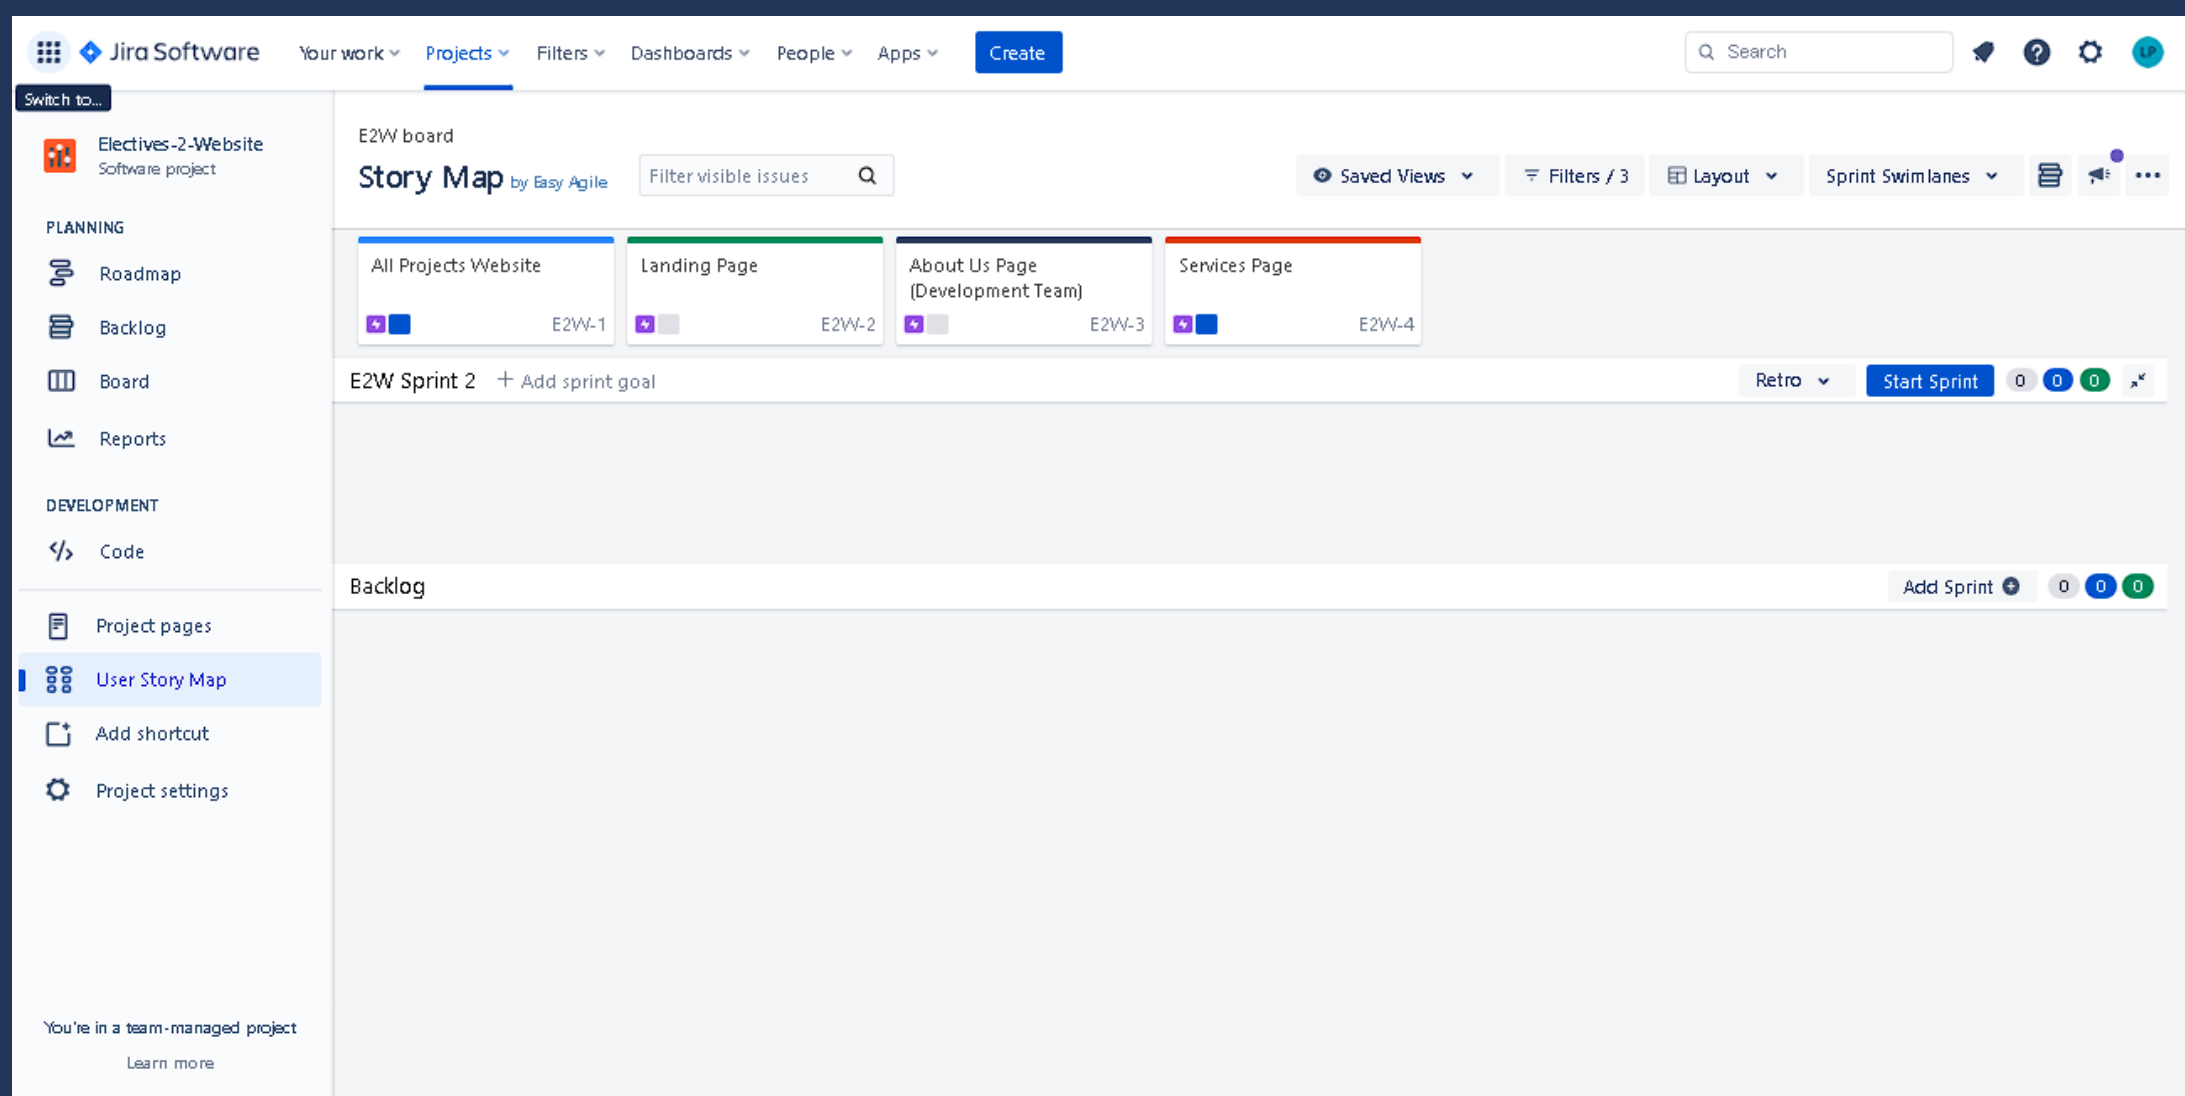 Jira Software
Your work
Projects
Filters
Dashboards
People
Apps
Create
Search
LP
Switch to...
Electives-2-Website
Software project
PLANNING
Roadmap
Backlog
Board
Reports
DEVELOPMENT
Code
Project pages
User Story Map
Add shortcut
Project settings
You're in a team-managed project
Learn more
E2W board
Story Map by Easy Agile
Filter visible issues
Saved Views
Filters / 3
Layout
Sprint Swimlanes
All Projects Website
E2W-1
Landing Page
E2W-2
About Us Page
(Development Team)
E2W-3
Services Page
E2W-4
E2W Sprint 2
Add sprint goal
Retro
Start Sprint
0 0 0
Backlog
Add Sprint
0 0 0